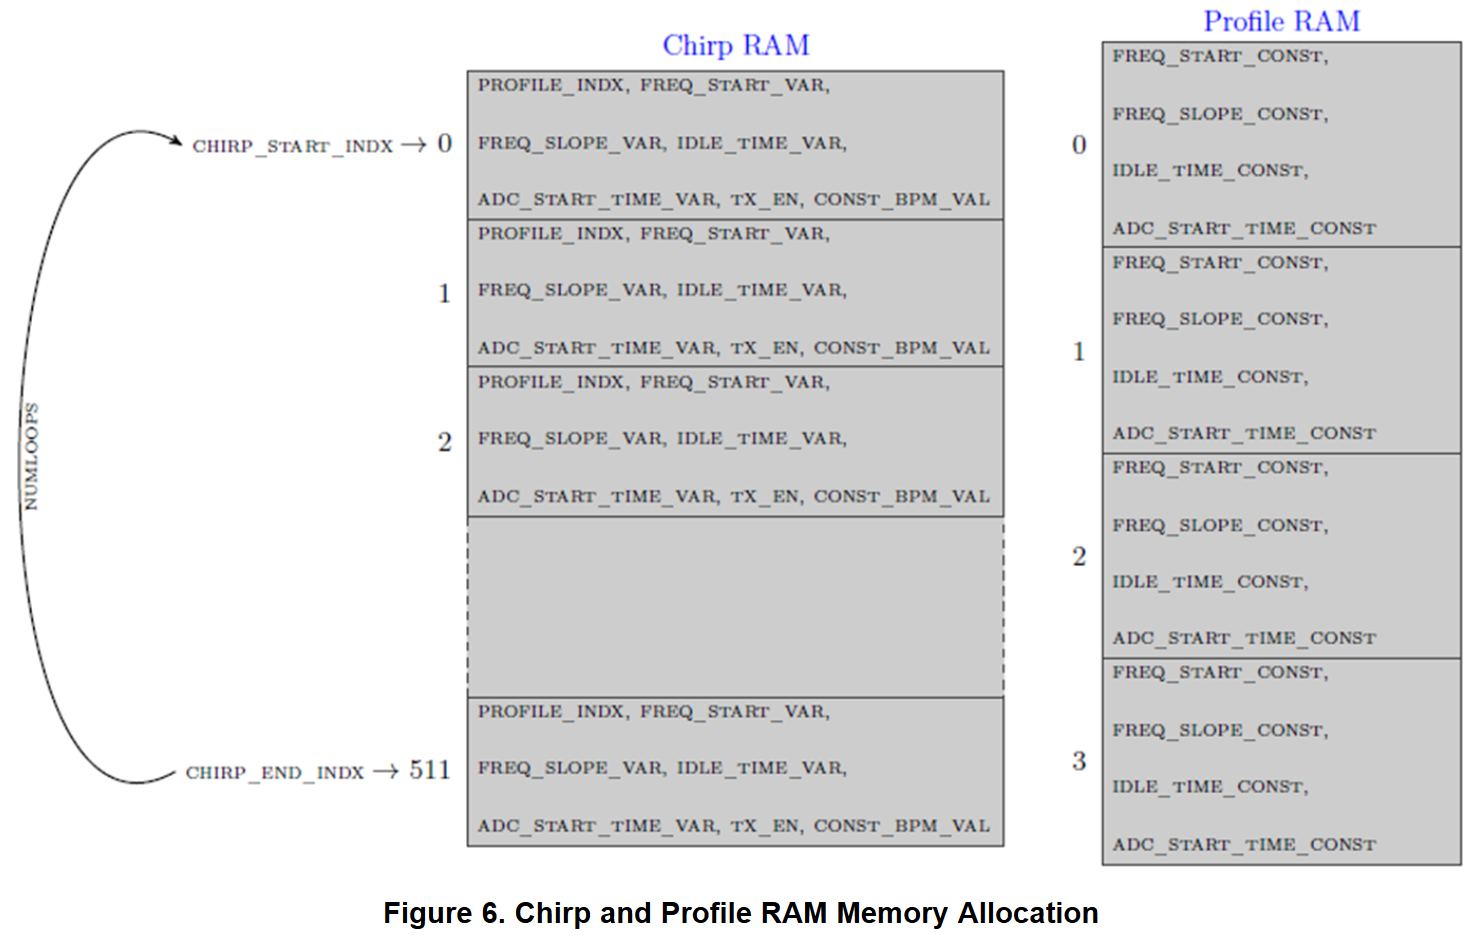 Chirp RAM
CHIRP_START_INDX → 0
PROFILE_INDX, FREQ_START_VAR,
FREQ_SLOPE_VAR, IDLE_TIME_VAR,
ADC_START_TIME_VAR, TX_EN, CONST_BPM_VAL
1
PROFILE_INDX, FREQ_START_VAR,
FREQ_SLOPE_VAR, IDLE_TIME_VAR,
ADC_START_TIME_VAR, TX_EN, CONST_BPM_VAL
2
PROFILE_INDX, FREQ_START_VAR,
FREQ_SLOPE_VAR, IDLE_TIME_VAR,
ADC_START_TIME_VAR, TX_EN, CONST_BPM_VAL
NUMLOOPS
CHIRP_END_INDX → 511
PROFILE_INDX, FREQ_START_VAR,
FREQ_SLOPE_VAR, IDLE_TIME_VAR,
ADC_START_TIME_VAR, TX_EN, CONST_BPM_VAL
Profile RAM
0
FREQ_START_CONST,
FREQ_SLOPE_CONST,
IDLE_TIME_CONST,
ADC_START_TIME_CONST
1
FREQ_START_CONST,
FREQ_SLOPE_CONST,
IDLE_TIME_CONST,
ADC_START_TIME_CONST
2
FREQ_START_CONST,
FREQ_SLOPE_CONST,
IDLE_TIME_CONST,
ADC_START_TIME_CONST
3
FREQ_START_CONST,
FREQ_SLOPE_CONST,
IDLE_TIME_CONST,
ADC_START_TIME_CONST
Figure 6. Chirp and Profile RAM Memory Allocation